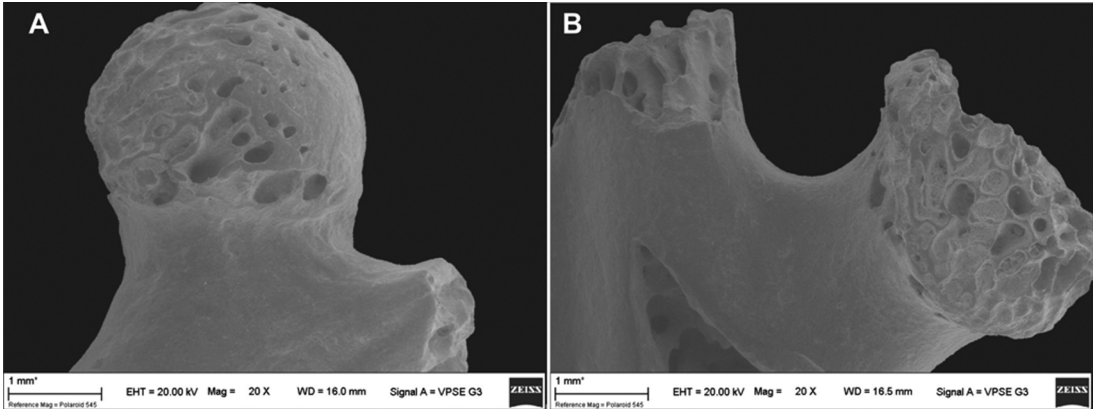 A
B
1 mm*
EHT = 20.00 kV Mag = 20 X WD = 16.0 mm Signal A = VPSE G3
ZEISS
Reference Mag = Polaroid 545
1 mm*
EHT = 20.00 kV Mag = 20 X WD = 16.5 mm Signal A = VPSE G3
ZEISS
Reference Mag = Polaroid 545